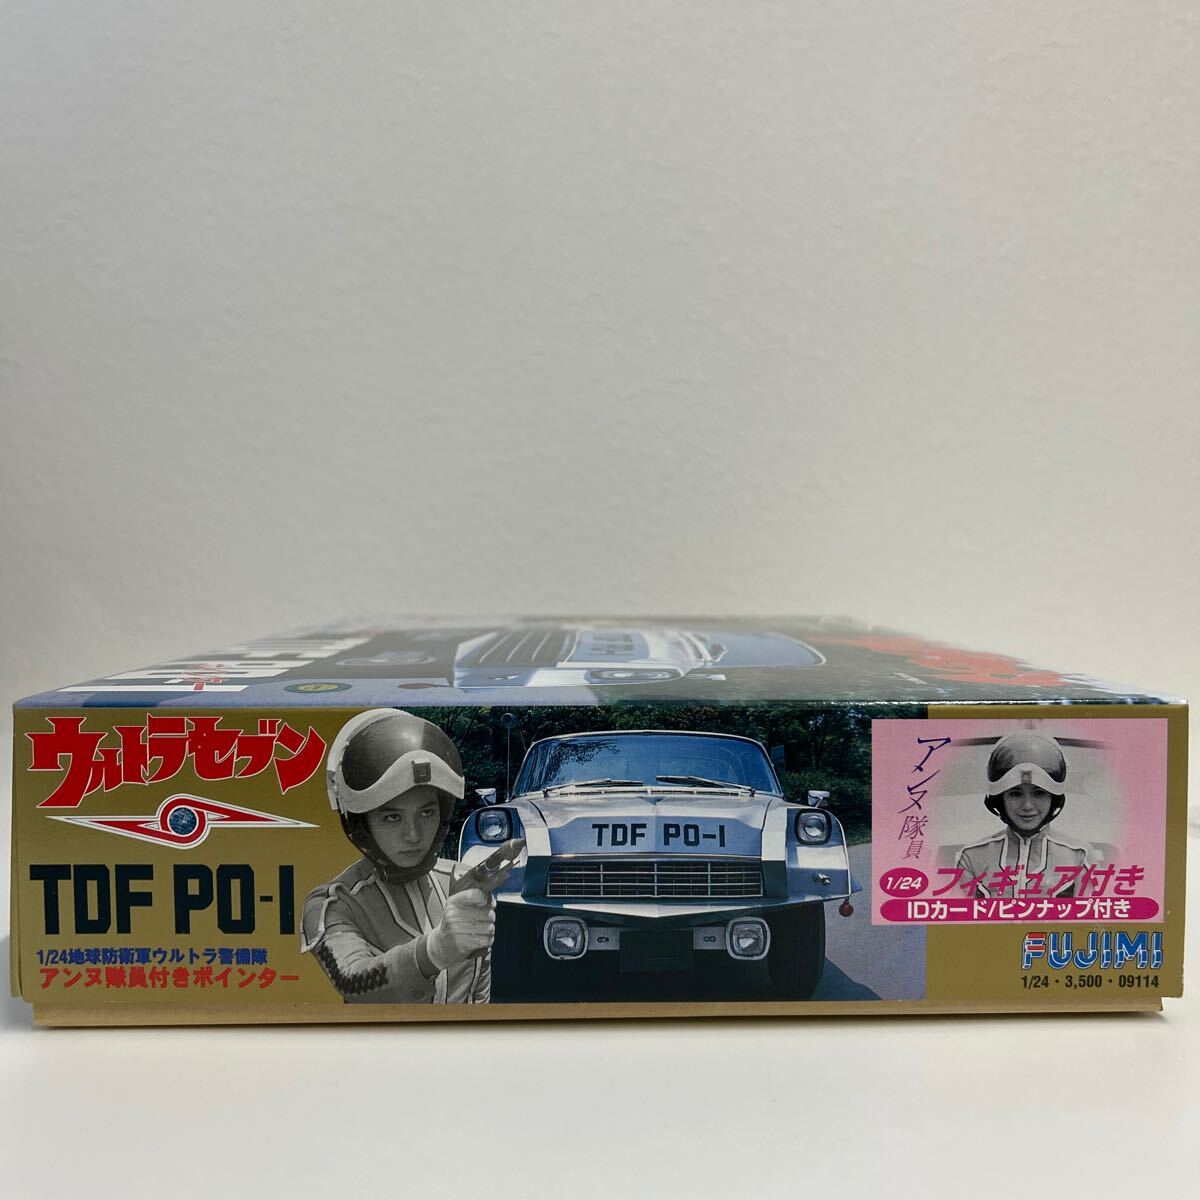 ウルトラセブン
TDF PO-1
1/24地球防衛軍ウルトラ警備隊
アンヌ隊員付きポインター
TDF PO-1
アンヌ隊員
1/24 フィギュア付き
IDカード/ピンナップ付き
FUJIMI
1/24・3,500・09114